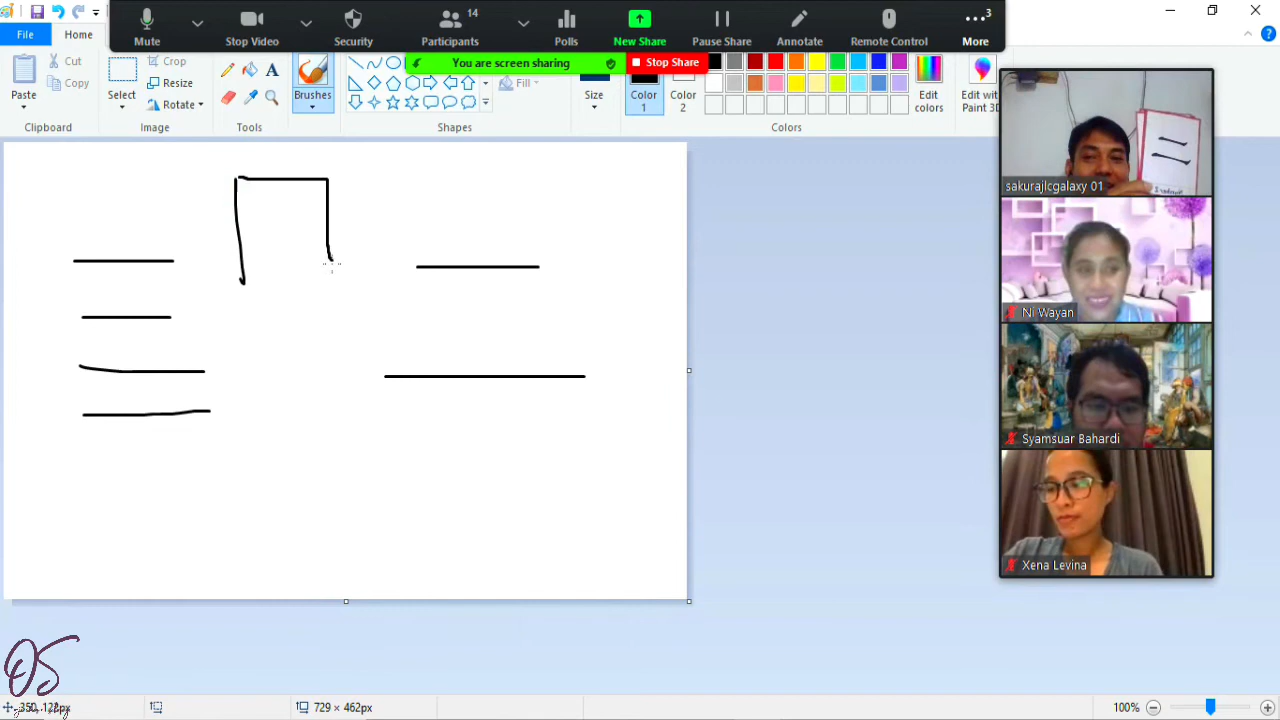 File
Home
Mute
Stop Video
Security
14
Participants
Polls
New Share
Pause Share
Annotate
Remote Control
3
More
You are screen sharing
Stop Share
Paste
Cut
Copy
Clipboard
Select
Crop
Resize
Rotate
Image
Tools
Brushes
Shapes
Fill
Size
Color
1
Color
2
Edit
colors
Edit with
Paint 3D
Colors
二
sakurajlcgalaxy 01
Ni Wayan
Syamsuar Bahardi
Xena Levina
二
729 × 462px
100%